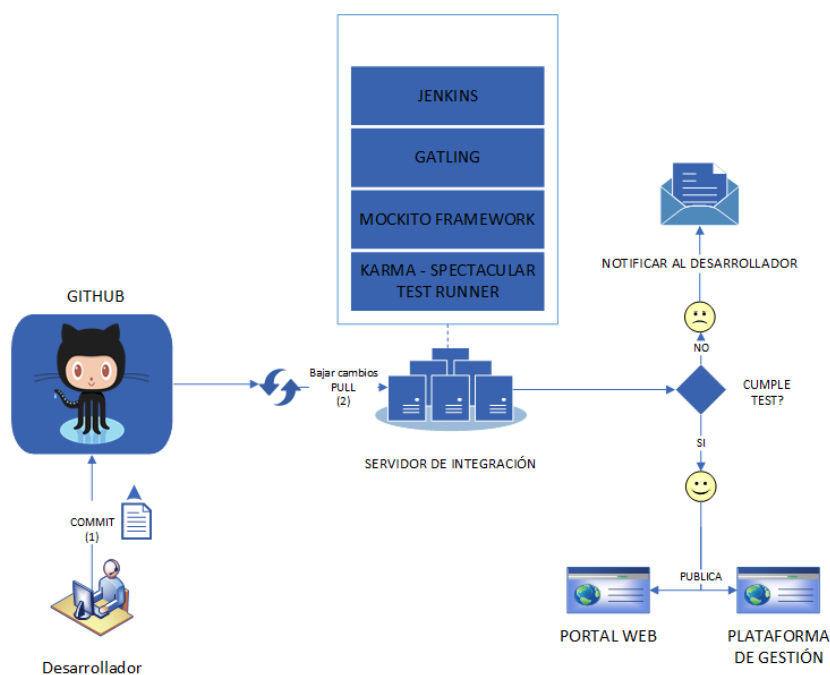 JENKINS
GATLING
MOCKITO FRAMEWORK
KARMA - SPECTACULAR
TEST RUNNER
NOTIFICAR AL DESARROLLADOR
GITHUB
NO
Bajar cambios
PULL
(2)
CUMPLE
TEST?
SI
SERVIDOR DE INTEGRACIÓN
COMMIT
(1)
PUBLICA
PORTAL WEB
PLATAFORMA
DE GESTIÓN
Desarrollador